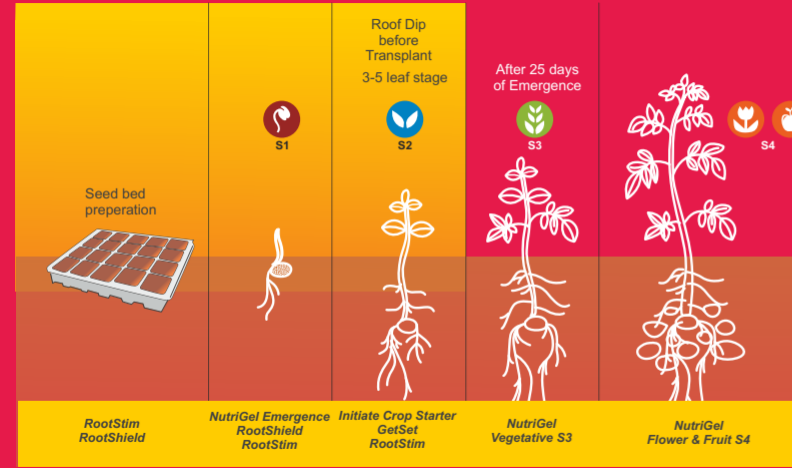 Seed bed
preperation
S1
Roof Dip
before
Transplant
3-5 leaf stage
S2
After 25 days
of Emergence
S3
S4
RootStim
RootShield
NutriGel Emergence
RootShield
RootStim
Initiate Crop Starter
GetSet
RootStim
NutriGel
Vegetative S3
NutriGel
Flower & Fruit S4